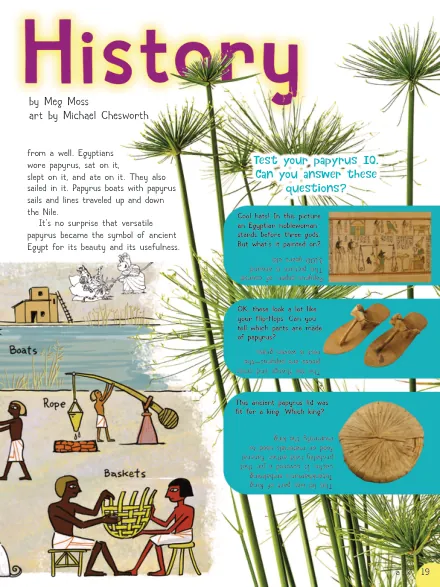 History
by Meg Moss
art by Michael Chesworth
from a well. Egyptians
wore papyrus, sat on it,
slept on it, and ate on it. They also
sailed in it. Papyrus boats with papyrus
sails and lines traveled up and down
the Nile.
It's no surprise that versatile
papyrus became the symbol of ancient
Egypt for its beauty and its usefulness.
Boats
Rope
Baskets
Test your papyrus IQ.
Can you answer these
questions?
Cool hats! In this picture
an Egyptian noblewoman
stands before three gods.
But what's it painted on?
OK, these look a lot like
your flip-flops. Can you
tell which parts are made
of papyrus?
This ancient papyrus lid was
fit for a king. Which king?
19